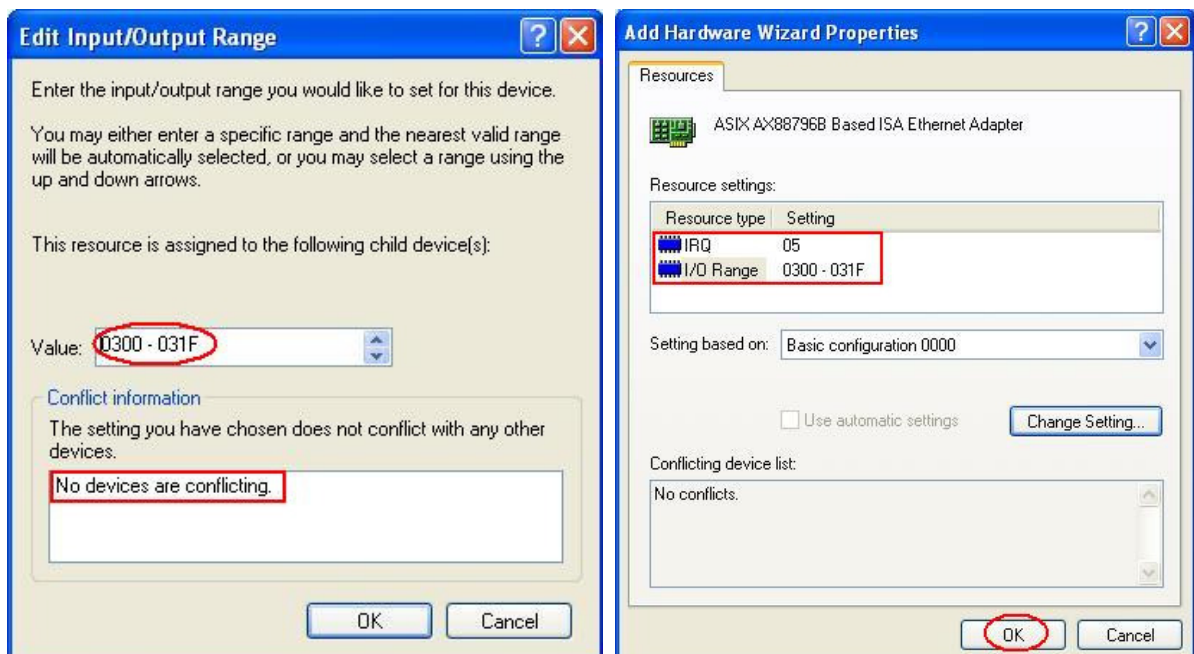 Edit Input/Output Range
Enter the input/output range you would like to set for this device.
You may either enter a specific range and the nearest valid range
will be automatically selected, or you may select a range using the
up and down arrows.
This resource is assigned to the following child device(s):
Value: 0300 - 031F
Conflict information
The setting you have chosen does not conflict with any other
devices.
No devices are conflicting.
OK Cancel
Add Hardware Wizard Properties
Resources
ASIX AX88796B Based ISA Ethernet Adapter
Resource settings:
Resource type Setting
IRQ 05
I/O Range 0300 - 031F
Setting based on: Basic configuration 0000
Use automatic settings Change Setting...
Conflicting device list:
No conflicts.
OK Cancel